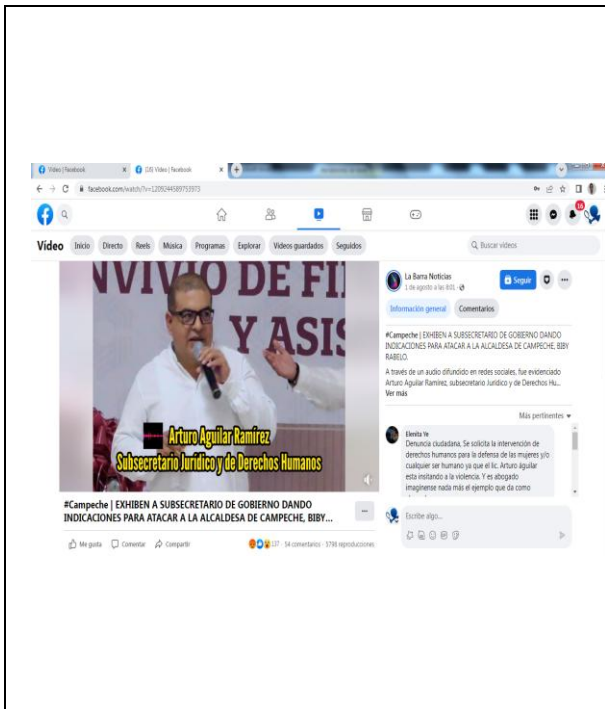 Video | Facebook
(15) Video | Facebook
facebook.com/watch/?v=1209244589753973
16
Video
Inicio
Directo
Reels
Música
Programas
Explorar
Videos guardados
Seguidos
Buscar videos
NVIVIO DE FI
Y ASIS
Arturo Aguilar Ramírez
Subsecretario Jurídico y de Derechos Humanos
#Campeche | EXHIBEN A SUBSECRETARIO DE GOBIERNO DANDO
INDICACIONES PARA ATACAR A LA ALCALDESA DE CAMPECHE, BIBY...
Me gusta
Comentar
Compartir
137 · 54 comentarios · 5798 reproducciones
La Barra Noticias
1 de agosto a las 8:01 ·
Seguir
Información general
Comentarios
#Campeche | EXHIBEN A SUBSECRETARIO DE GOBIERNO DANDO
INDICACIONES PARA ATACAR A LA ALCALDESA DE CAMPECHE, BIBY
RABELO.
A través de un audio difundido en redes sociales, fue evidenciado
Arturo Aguilar Ramírez, subsecretario Jurídico y de Derechos Hu...
Ver más
Más pertinentes
Elenita Ye
Denuncia ciudadana, Se solicita la intervención de
derechos humanos para la defensa de las mujeres y/o
cualquier ser humano ya que el lic. Arturo águilar
esta insitando a la violencia. Y es abogado
imaginense nada más el ejemplo que da como
Escribe algo...